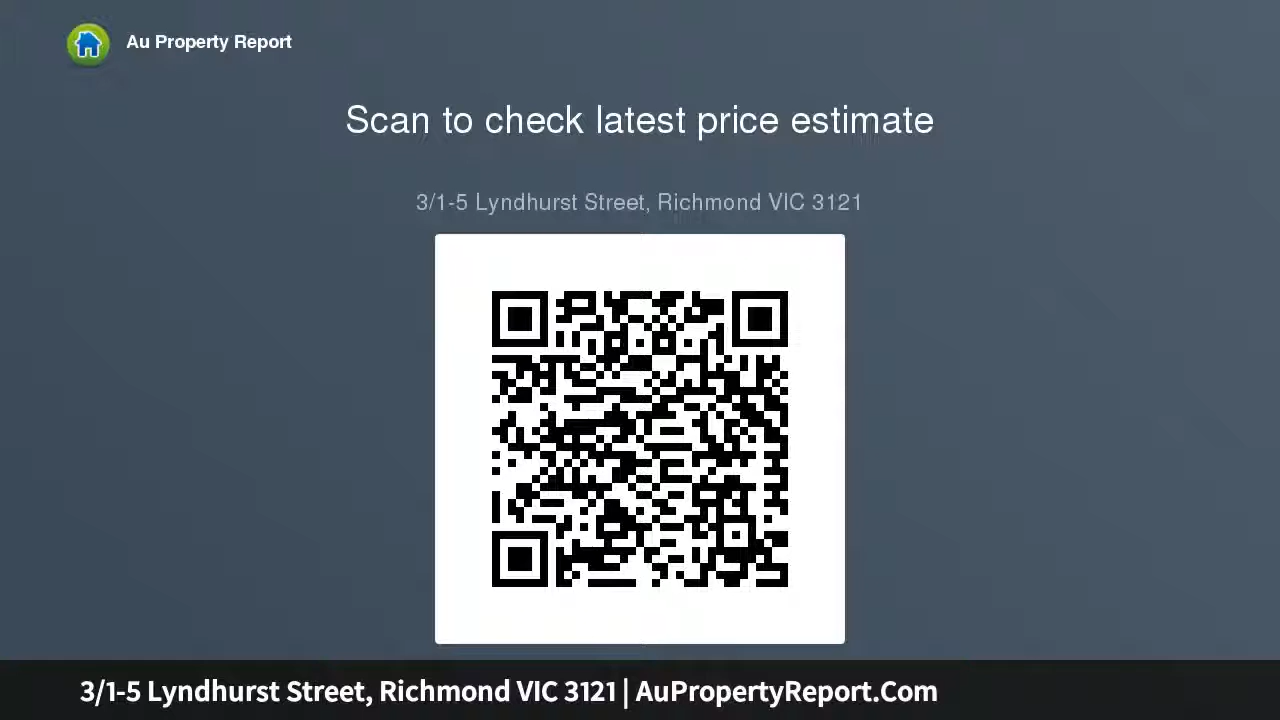 Au Property Report
Scan to check latest price estimate
3/1-5 Lyndhurst Street, Richmond VIC 3121
3/1-5 Lyndhurst Street, Richmond VIC 3121 | AuPropertyReport.Com